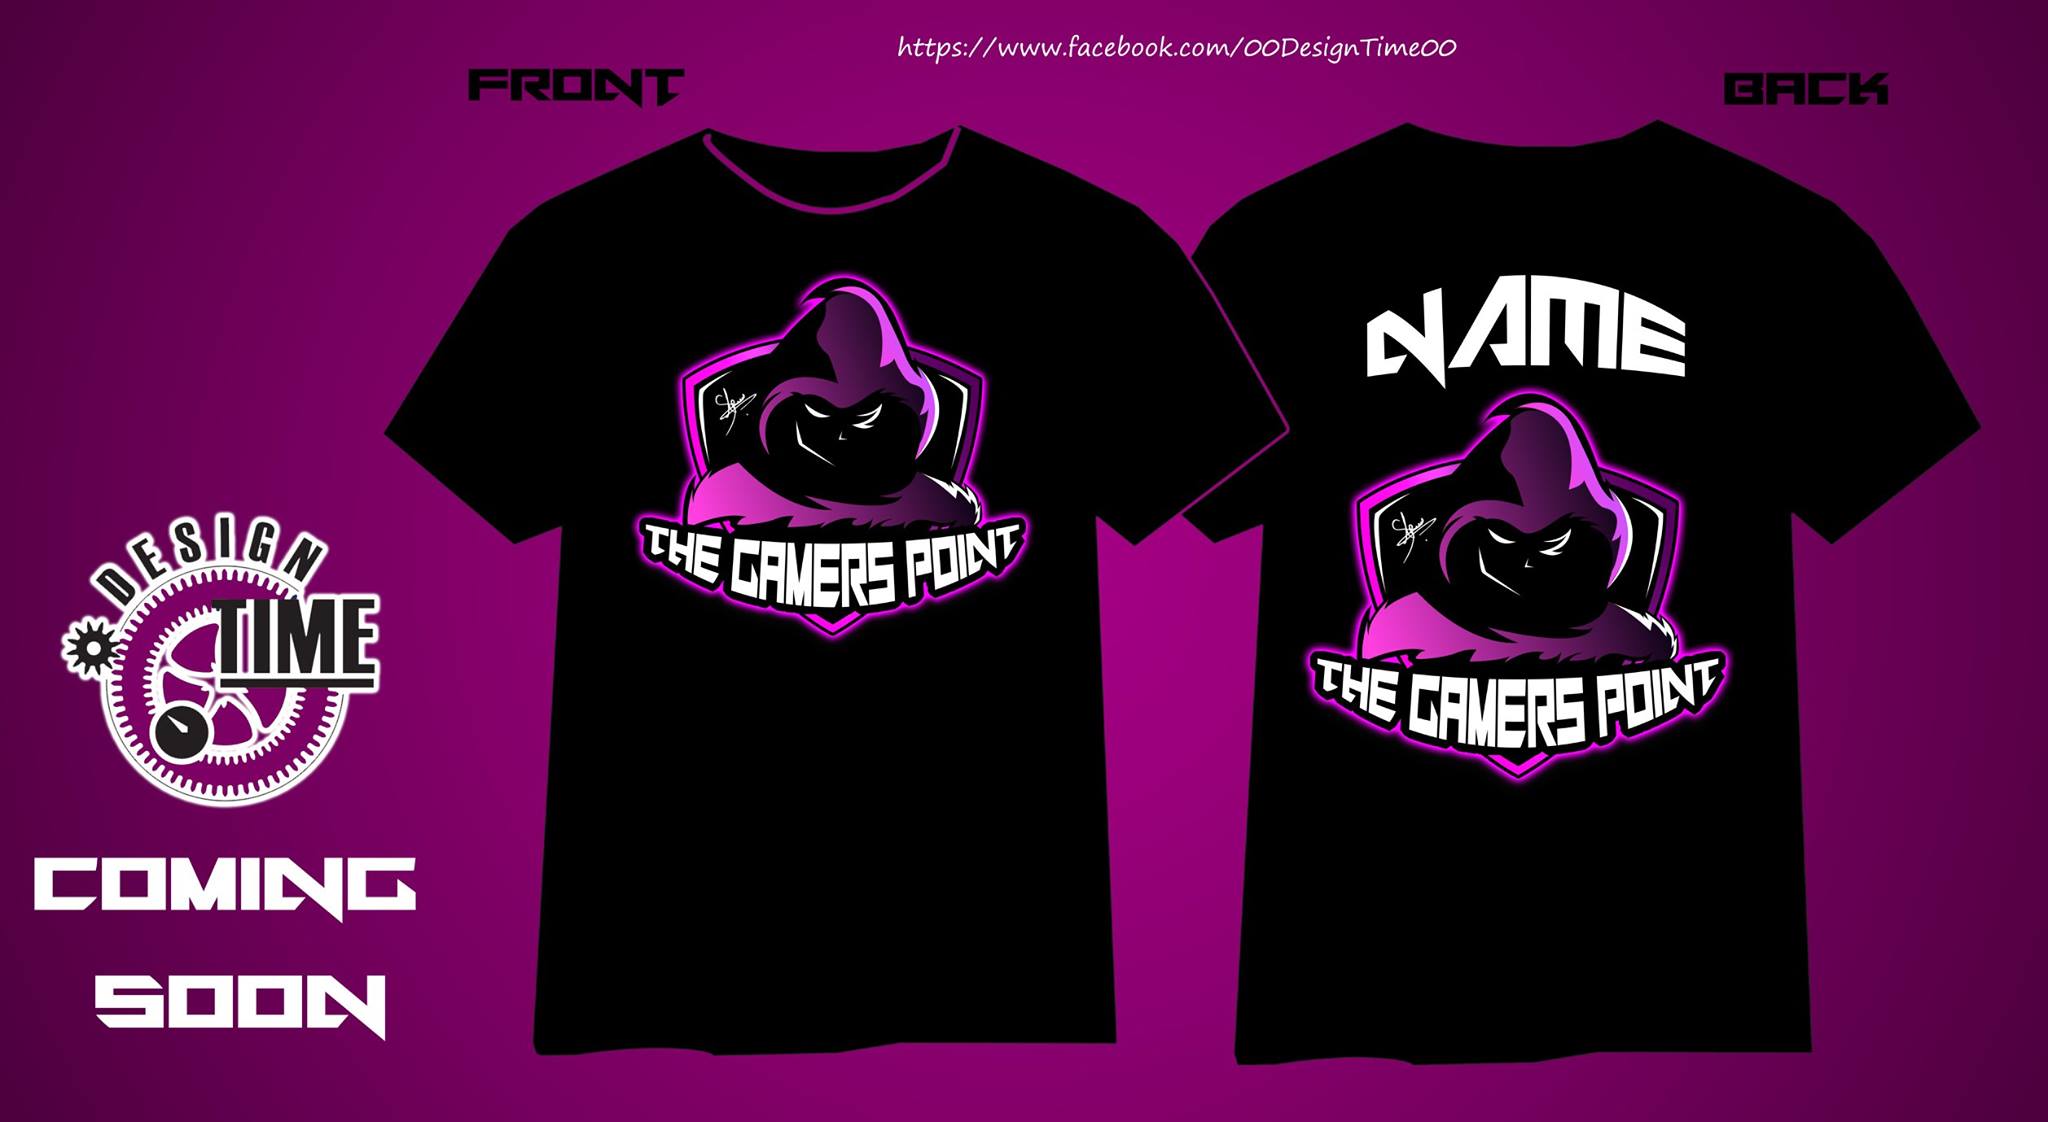 https://www.facebook.com/00DesignTime00
FRONT
BACK
NAME
THE GAMERS POINT
THE GAMERS POINT
DESIGN
TIME
COMING
SOON